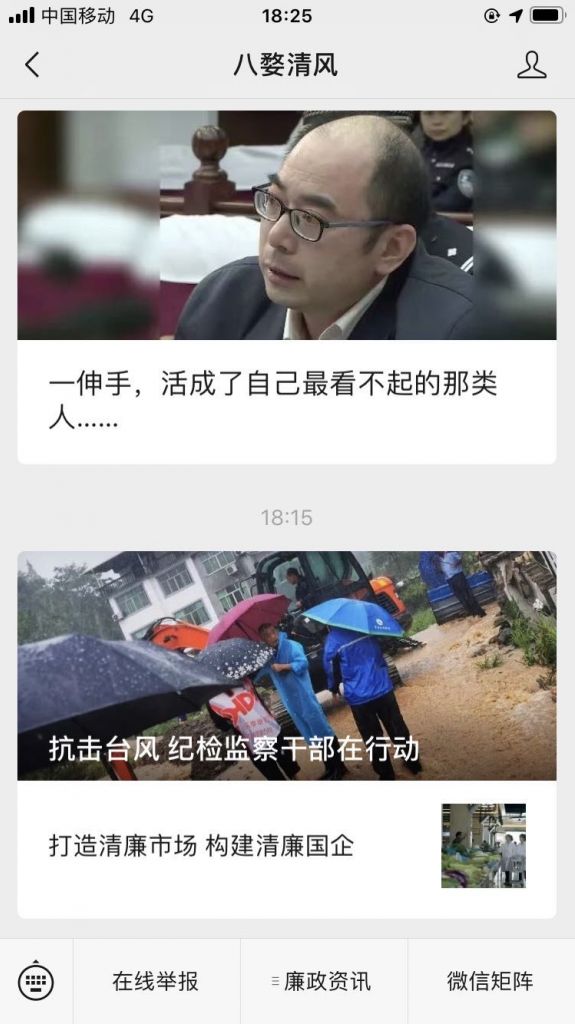 中国移动 4G 18:25
八婺清风
一伸手，活成了自己最看不起的那类
人……
18:15
抗击台风 纪检监察干部在行动
打造清廉市场 构建清廉国企
在线举报 廉政资讯 微信矩阵